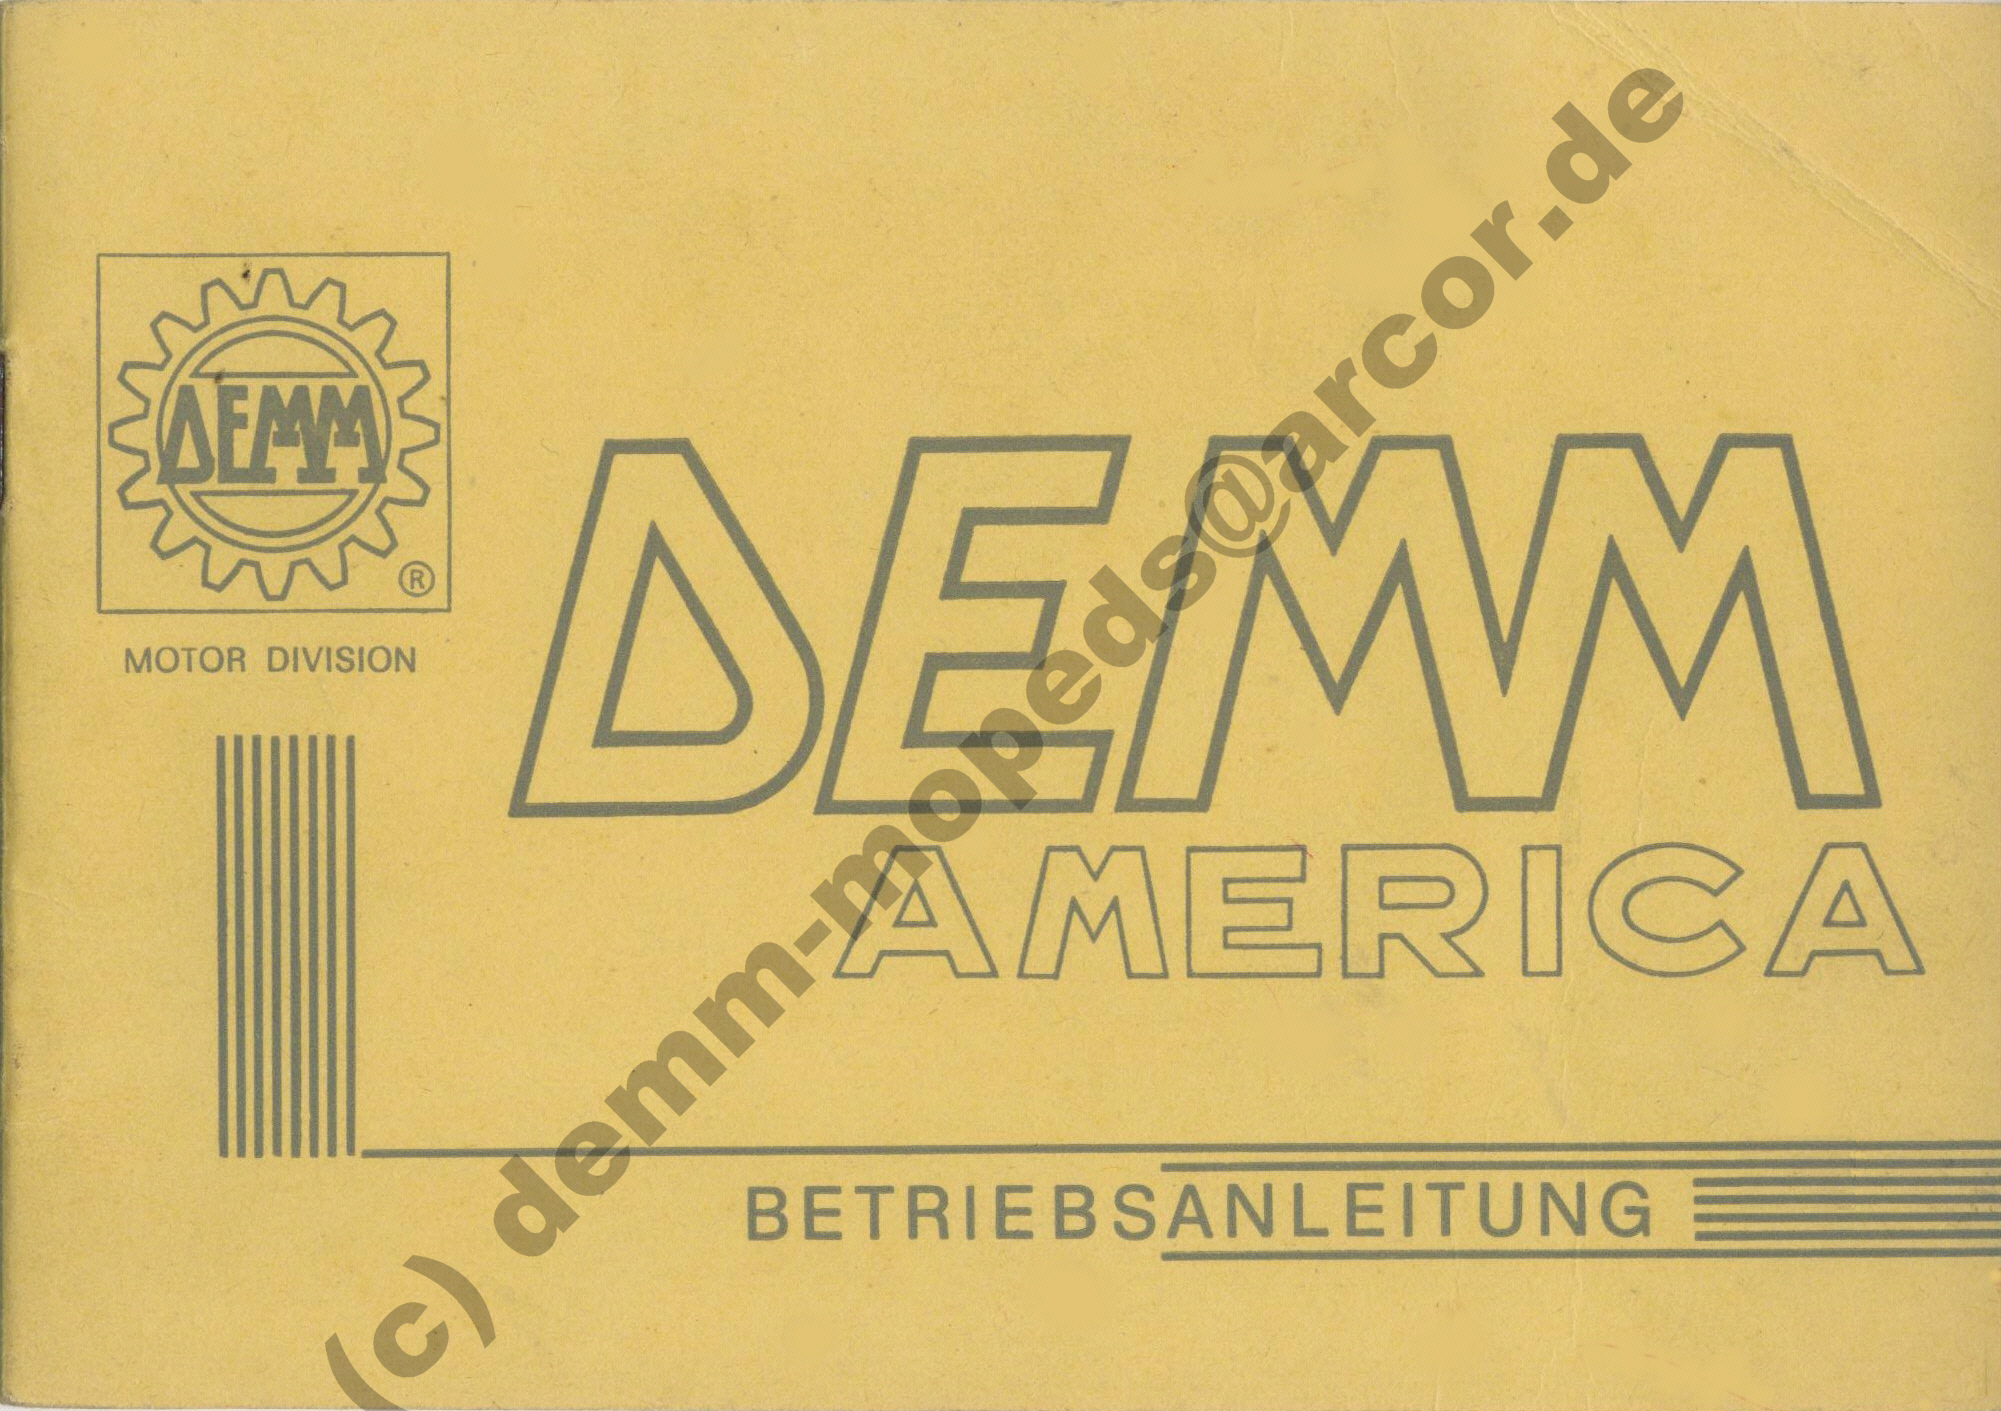 DEMM
®
MOTOR DIVISION
DEMM
AMERICA
BETRIEBSANLEITUNG
(c) demm-mopeds@arcor.de